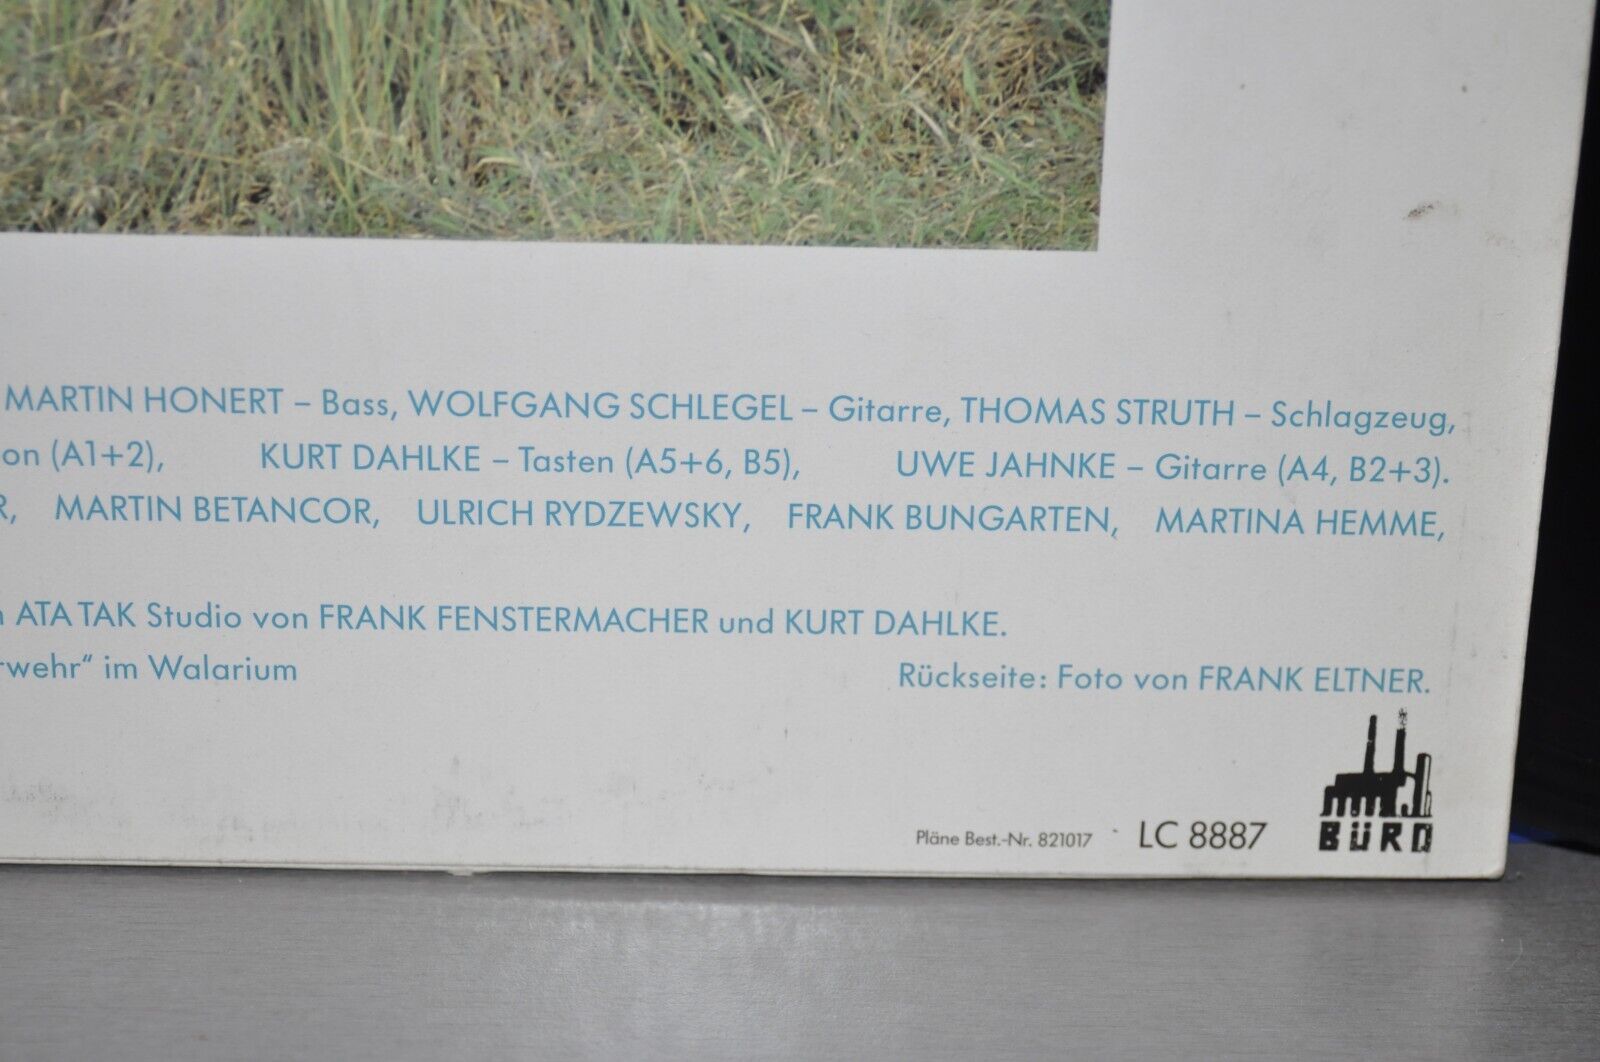 MARTIN HONERT – Bass, WOLFGANG SCHLEGEL – Gitarre, THOMAS STRUTH – Schlagzeug,
on (A1+2), KURT DAHLKE – Tasten (A5+6, B5), UWE JAHNKE – Gitarre (A4, B2+3).
R, MARTIN BETANCOR, ULRICH RYDZEWSKY, FRANK BUNGARTEN, MARTINA HEMME,
n ATA TAK Studio von FRANK FENSTERMACHER und KURT DAHLKE.
rwehr“ im Walarium Rückseite: Foto von FRANK ELTNER.
Pläne Best.-Nr. 821017 LC 8887 BÜRO